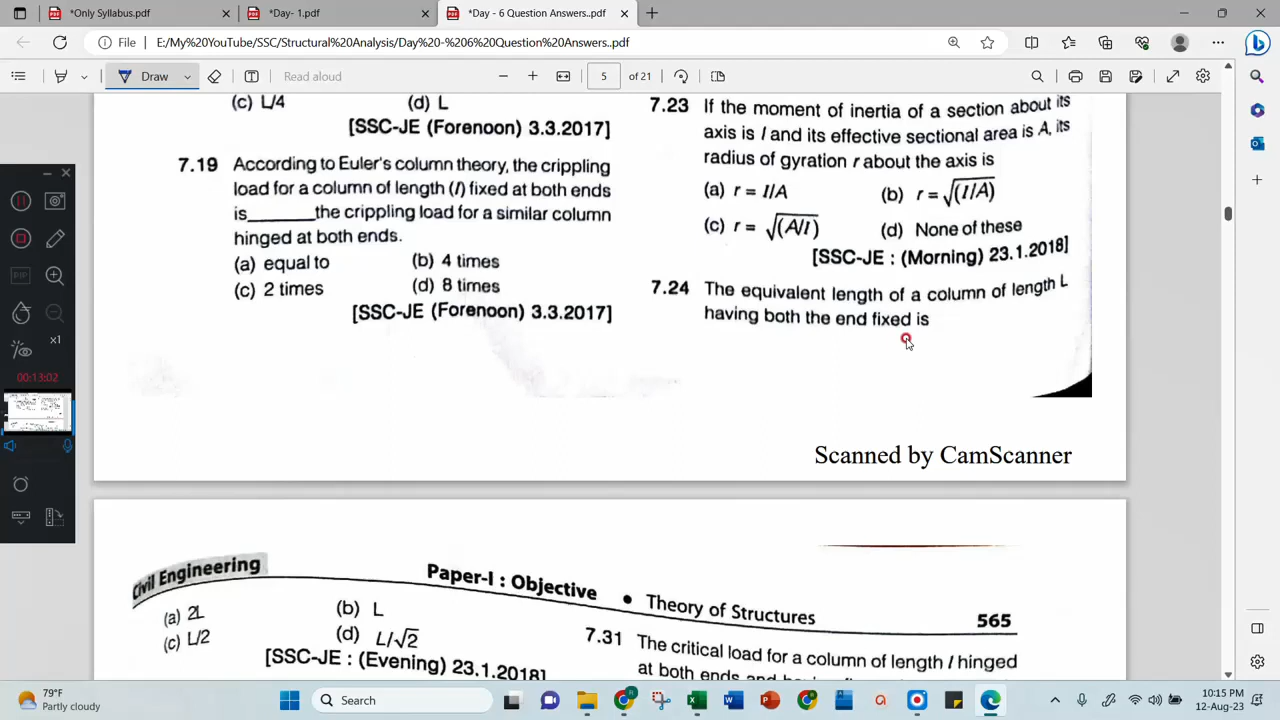 *Only Syllabus.pdf
*Day- 1.pdf
*Day - 6 Question Answers..pdf
File
E:/My%20YouTube/SSC/Structural%20Analysis/Day%20-%206%20Question%20Answers..pdf
Draw
Read aloud
5
of 21
(c) L/4 (d) L
[SSC-JE (Forenoon) 3.3.2017]
7.19 According to Euler's column theory, the crippling
load for a column of length (l) fixed at both ends
is______the crippling load for a similar column
hinged at both ends.
(a) equal to (b) 4 times
(c) 2 times (d) 8 times
[SSC-JE (Forenoon) 3.3.2017]
7.23 If the moment of inertia of a section about its
axis is I and its effective sectional area is A, its
radius of gyration r about the axis is
(a) r = I/A (b) r = √(I/A)
(c) r = √(A/I) (d) None of these
[SSC-JE : (Morning) 23.1.2018]
7.24 The equivalent length of a column of length L
having both the end fixed is
Scanned by CamScanner
Civil Engineering
Paper-I : Objective
• Theory of Structures
565
(a) 2L (b) L
(c) L/2 (d) L/√2
[SSC-JE : (Evening) 23.1.2018]
7.31 The critical load for a column of length l hinged
at both ends and
PIP
x1
00:13:02
79°F
Partly cloudy
Search
10:15 PM
12-Aug-23